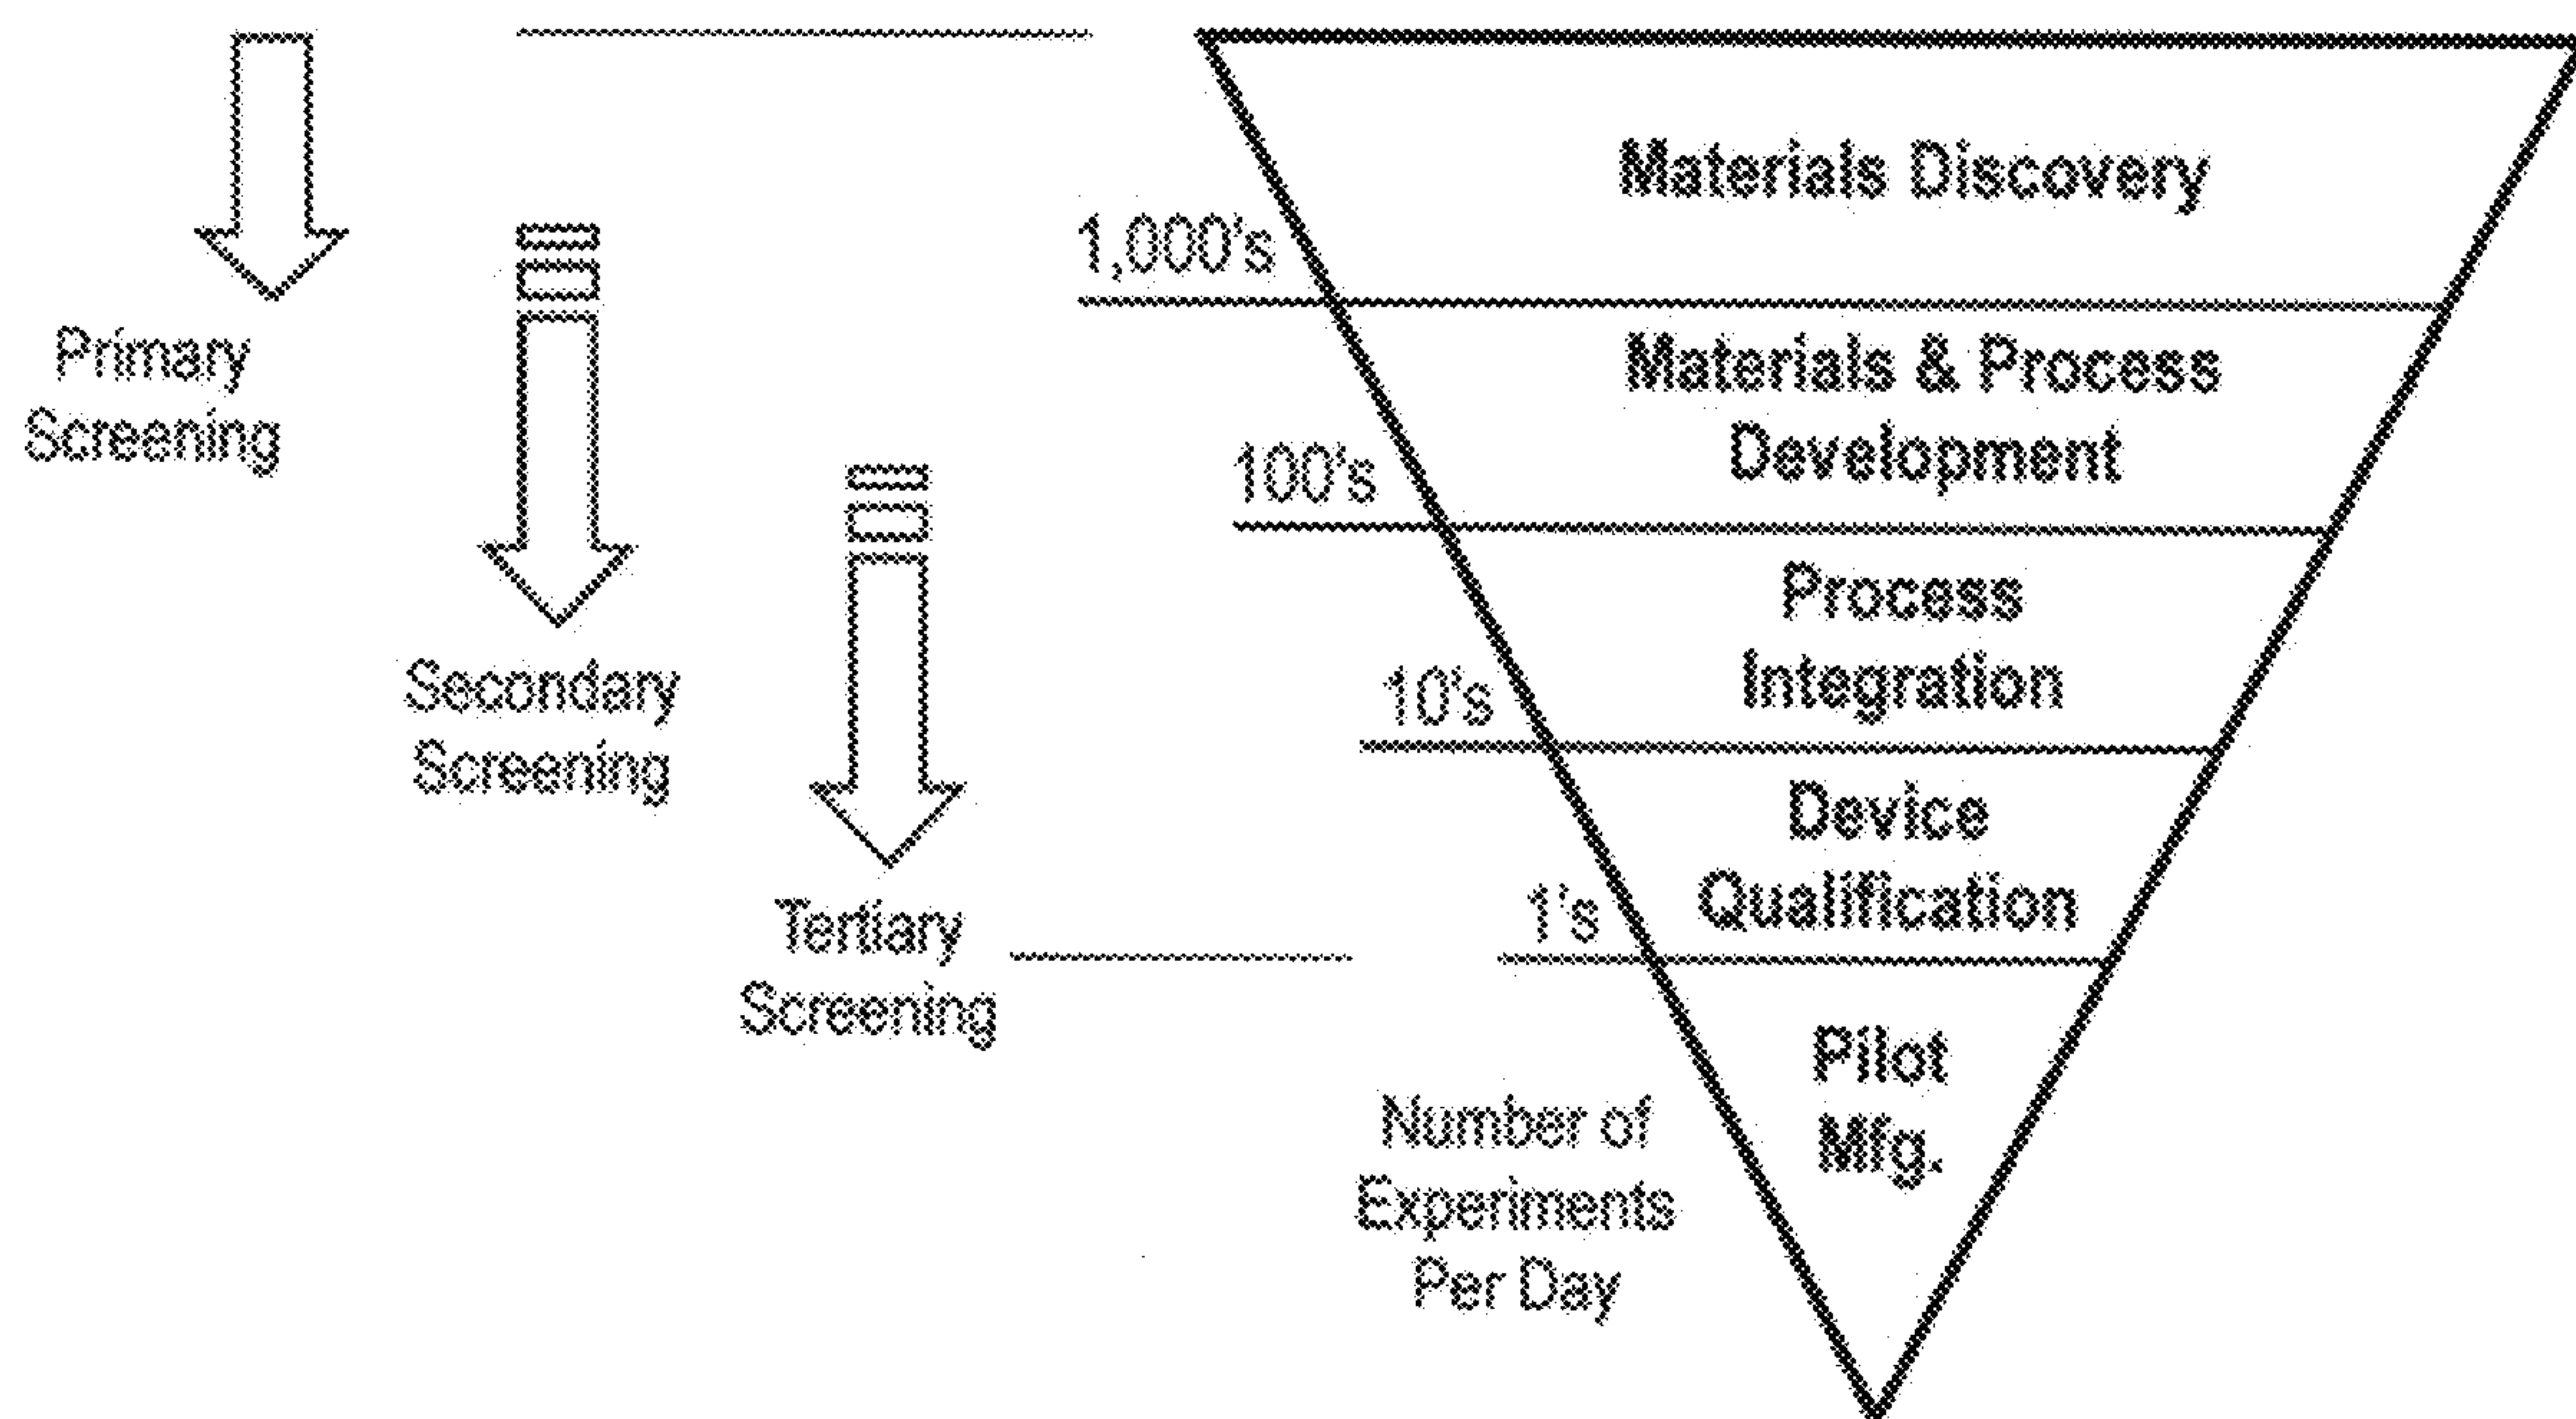 Materials Discovery
1,000's
Primary
Screening
Materials & Process
Development
100's
Process
Integration
10's
Secondary
Screening
Device
Qualification
1's
Tertiary
Screening
Pilot
Mfg.
Number of
Experiments
Per Day